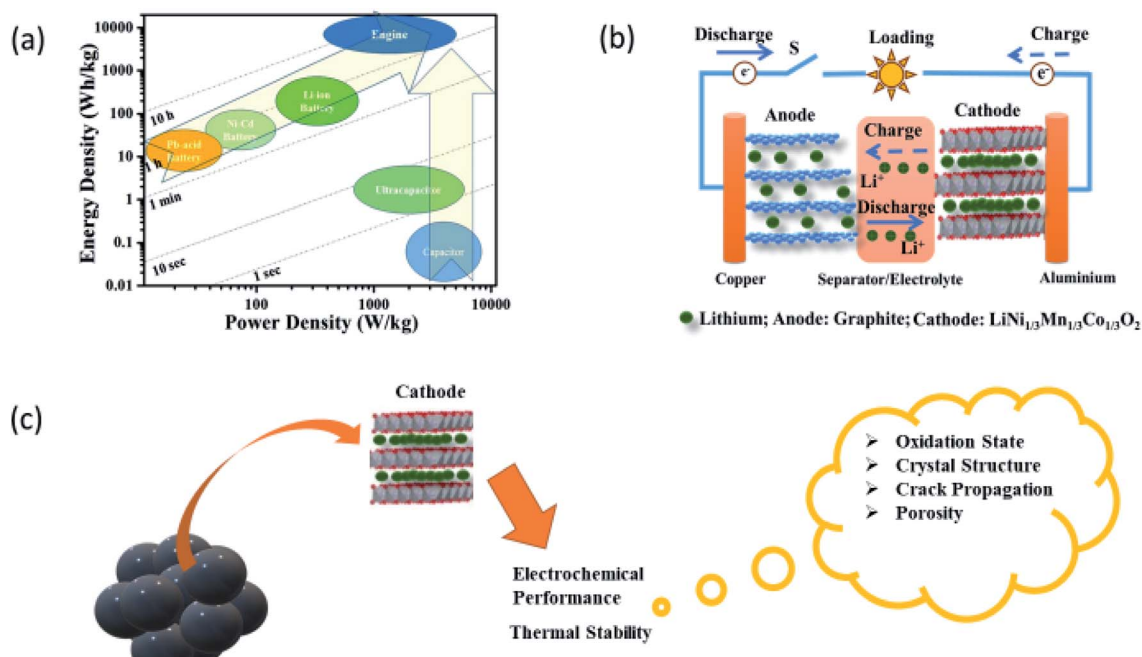 (a)
Energy Density (Wh/kg)
10000
1000
100
10
1
0.1
0.01
10 h
1 h
1 min
10 sec
1 sec
Engine
Li-ion
Battery
Ni-Cd
Battery
Pb-acid
Battery
Ultracapacitor
Capacitor
100
1000
10000
Power Density (W/kg)
(b)
Discharge
S
Loading
Charge
e-
e-
Anode
Cathode
Charge
Li+
Discharge
Li+
Copper
Separator/Electrolyte
Aluminium
Lithium; Anode: Graphite; Cathode: LiNi1/3Mn1/3Co1/3O2
(c)
Cathode
Electrochemical
Performance
Thermal Stability
➢ Oxidation State
➢ Crystal Structure
➢ Crack Propagation
➢ Porosity